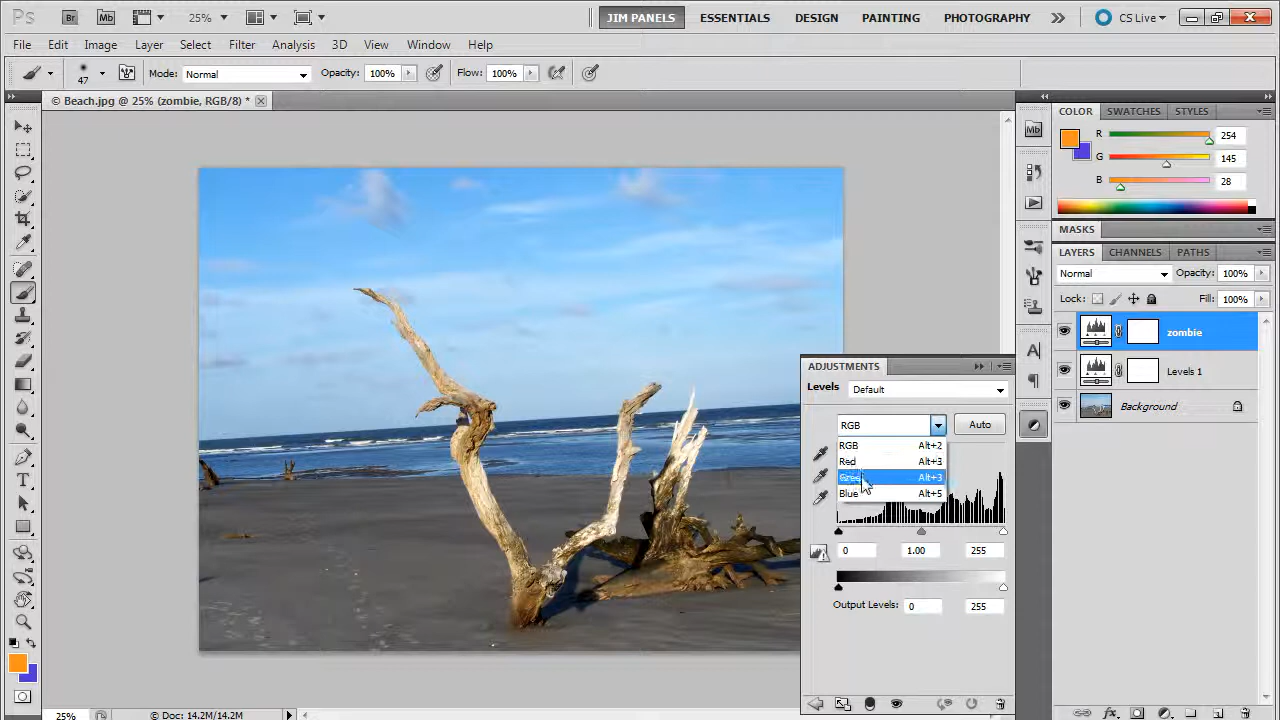 Ps Br Mb 25% JIM PANELS ESSENTIALS DESIGN PAINTING PHOTOGRAPHY CS Live
File Edit Image Layer Select Filter Analysis 3D View Window Help
47 Mode: Normal Opacity: 100% Flow: 100%
© Beach.jpg @ 25% (zombie, RGB/8) *
COLOR SWATCHES STYLES
Mb
R 254
G 145
B 28
MASKS
LAYERS CHANNELS PATHS
Normal Opacity: 100%
Lock: Fill: 100%
zombie
Levels 1
Background
ADJUSTMENTS
Levels Default
RGB Auto
RGB Alt+2
Red Alt+3
Alt+3
Blue Alt+5
0 1.00 255
Output Levels: 0 255
A
T
fx
25% © Doc: 14.2M/14.2M